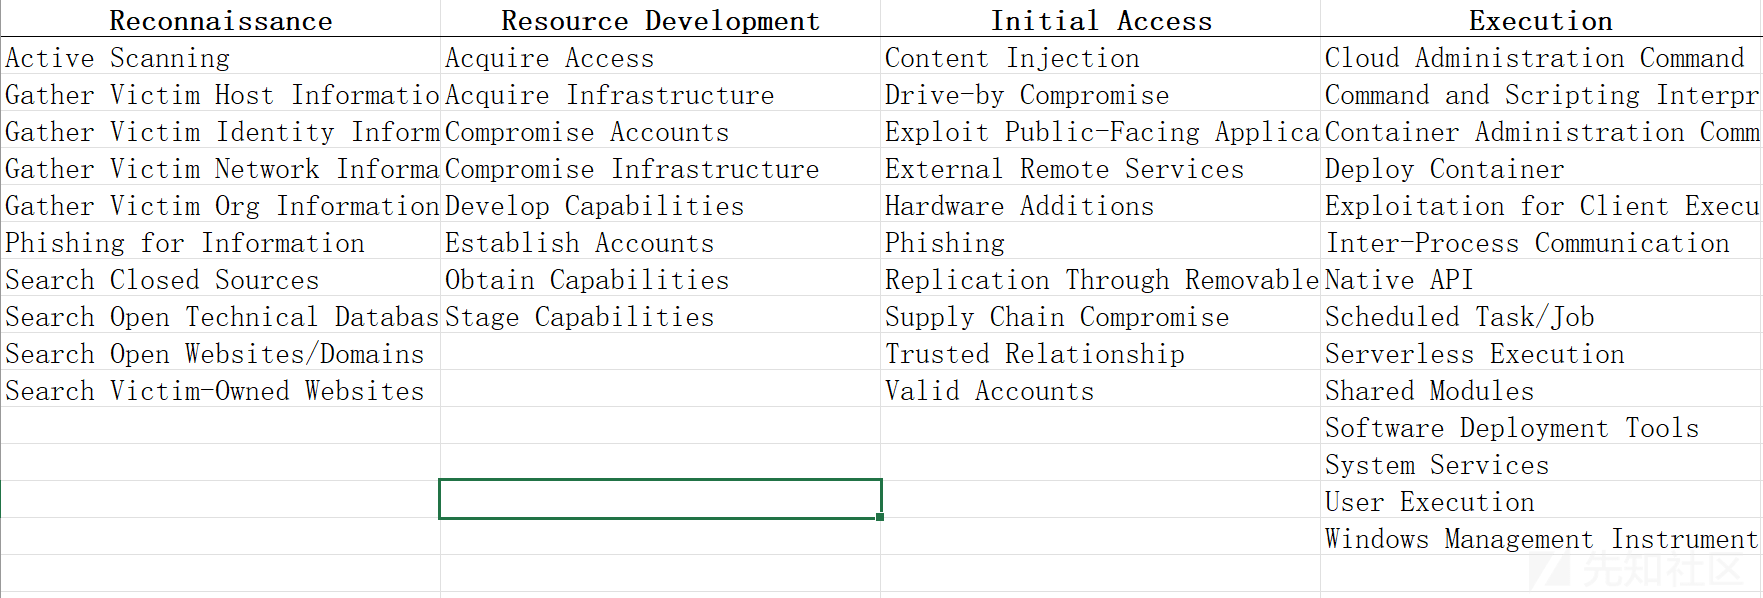 Reconnaissance Resource Development Initial Access Execution
Active Scanning Acquire Access Content Injection Cloud Administration Command
Gather Victim Host Informatio Acquire Infrastructure Drive-by Compromise Command and Scripting Interpr
Gather Victim Identity Inform Compromise Accounts Exploit Public-Facing Applica Container Administration Comm
Gather Victim Network Informa Compromise Infrastructure External Remote Services Deploy Container
Gather Victim Org Information Develop Capabilities Hardware Additions Exploitation for Client Execu
Phishing for Information Establish Accounts Phishing Inter-Process Communication
Search Closed Sources Obtain Capabilities Replication Through Removable Native API
Search Open Technical Databas Stage Capabilities Supply Chain Compromise Scheduled Task/Job
Search Open Websites/Domains Trusted Relationship Serverless Execution
Search Victim-Owned Websites Valid Accounts Shared Modules
Software Deployment Tools
System Services
User Execution
Windows Management Instrument
先知社区